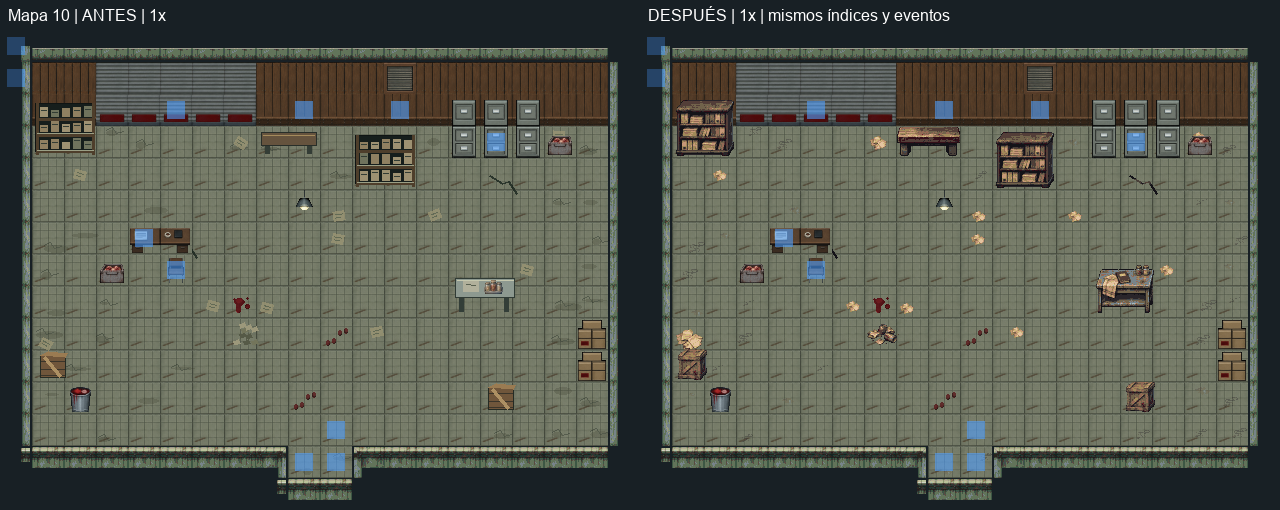 Mapa 10 | ANTES | 1x
DESPUÉS | 1x | mismos índices y eventos